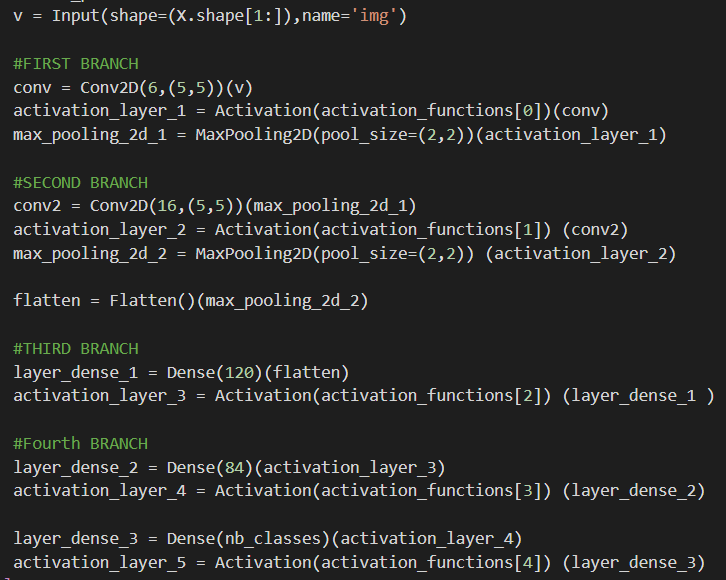 v = Input(shape=(X.shape[1:]),name='img')
#FIRST BRANCH
conv = Conv2D(6,(5,5))(v)
activation_layer_1 = Activation(activation_functions[0])(conv)
max_pooling_2d_1 = MaxPooling2D(pool_size=(2,2))(activation_layer_1)
#SECOND BRANCH
conv2 = Conv2D(16,(5,5))(max_pooling_2d_1)
activation_layer_2 = Activation(activation_functions[1]) (conv2)
max_pooling_2d_2 = MaxPooling2D(pool_size=(2,2)) (activation_layer_2)
flatten = Flatten()(max_pooling_2d_2)
#THIRD BRANCH
layer_dense_1 = Dense(120)(flatten)
activation_layer_3 = Activation(activation_functions[2]) (layer_dense_1 )
#Fourth BRANCH
layer_dense_2 = Dense(84)(activation_layer_3)
activation_layer_4 = Activation(activation_functions[3]) (layer_dense_2)
layer_dense_3 = Dense(nb_classes)(activation_layer_4)
activation_layer_5 = Activation(activation_functions[4]) (layer_dense_3)